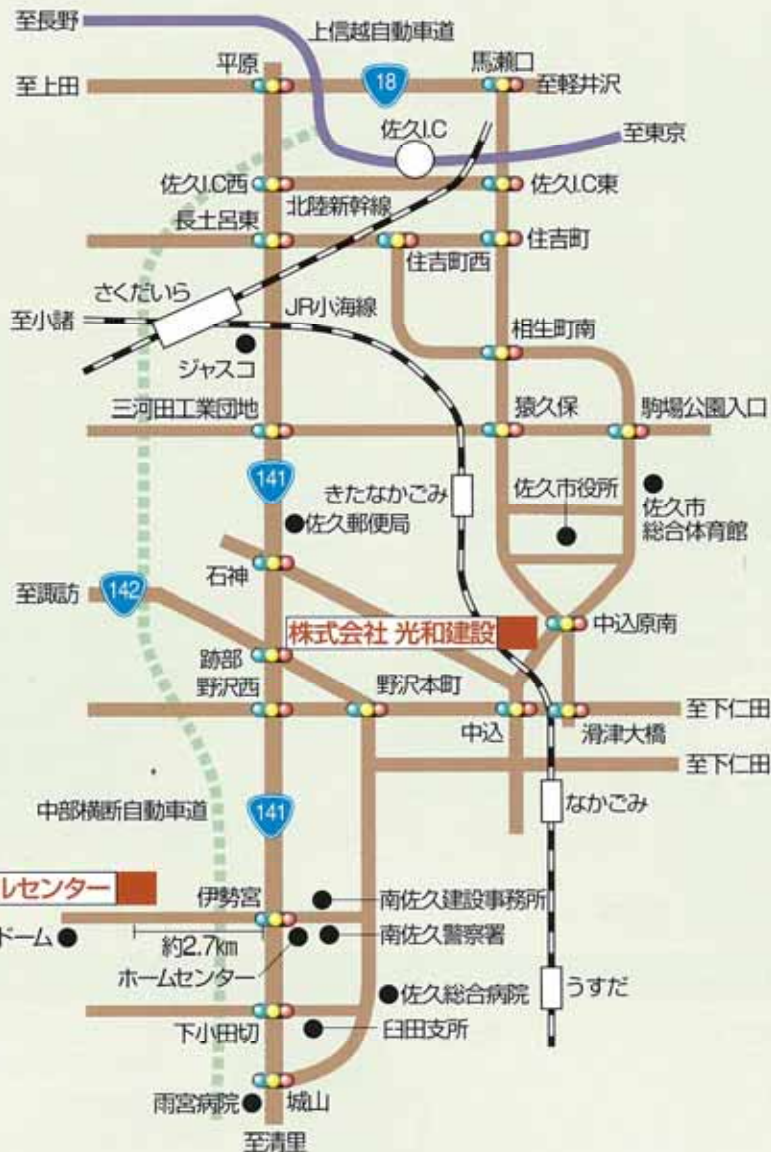 至長野
上信越自動車道
平原
馬瀬口
至上田
18
至軽井沢
佐久I.C
至東京
佐久I.C西
佐久I.C東
北陸新幹線
長土呂東
住吉町
住吉町西
さくだいら
至小諸
JR小海線
相生町南
ジャスコ
三河田工業団地
猿久保
駒場公園入口
141
きたなかごみ
佐久市役所
佐久市
総合体育館
佐久郵便局
石神
至諏訪
142
株式会社 光和建設
中込原南
跡部
野沢西
野沢本町
中込
滑津大橋
至下仁田
至下仁田
中部横断自動車道
141
なかごみ
ルセンター
伊勢宮
南佐久建設事務所
ドーム
約2.7km
南佐久警察署
ホームセンター
佐久総合病院
うすだ
下小田切
臼田支所
雨宮病院
城山
至清里